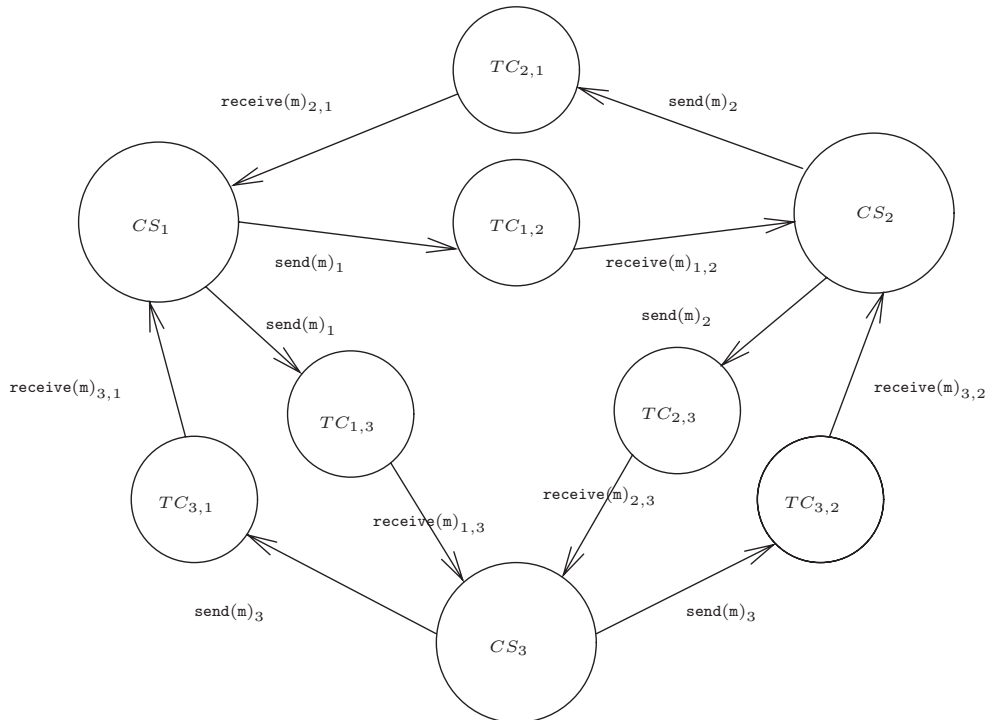 TC2,1
receive(m)2,1
send(m)2
CS1
TC1,2
CS2
send(m)1
receive(m)1,2
send(m)1
send(m)2
receive(m)3,1
receive(m)3,2
TC1,3
TC2,3
TC3,1
receive(m)1,3
receive(m)2,3
TC3,2
send(m)3
send(m)3
CS3